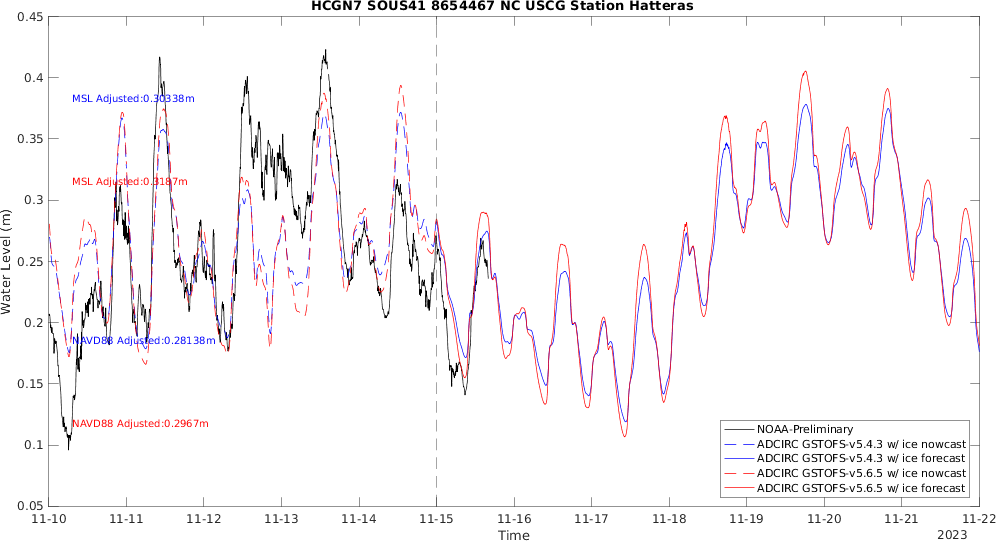 HCGN7 SOUS41 8654467 NC USCG Station Hatteras
0.45
0.4
0.35
0.3
0.25
0.2
0.15
0.1
0.05
Water Level (m)
MSL Adjusted:0.30338m
MSL Adjusted:0.3187m
NAVD88 Adjusted:0.28138m
NAVD88 Adjusted:0.2967m
NOAA-Preliminary
ADCIRC GSTOFS-v5.4.3 w/ ice nowcast
ADCIRC GSTOFS-v5.4.3 w/ ice forecast
ADCIRC GSTOFS-v5.6.5 w/ ice nowcast
ADCIRC GSTOFS-v5.6.5 w/ ice forecast
11-10 11-11 11-12 11-13 11-14 11-15 11-16 11-17 11-18 11-19 11-20 11-21 11-22
Time
2023